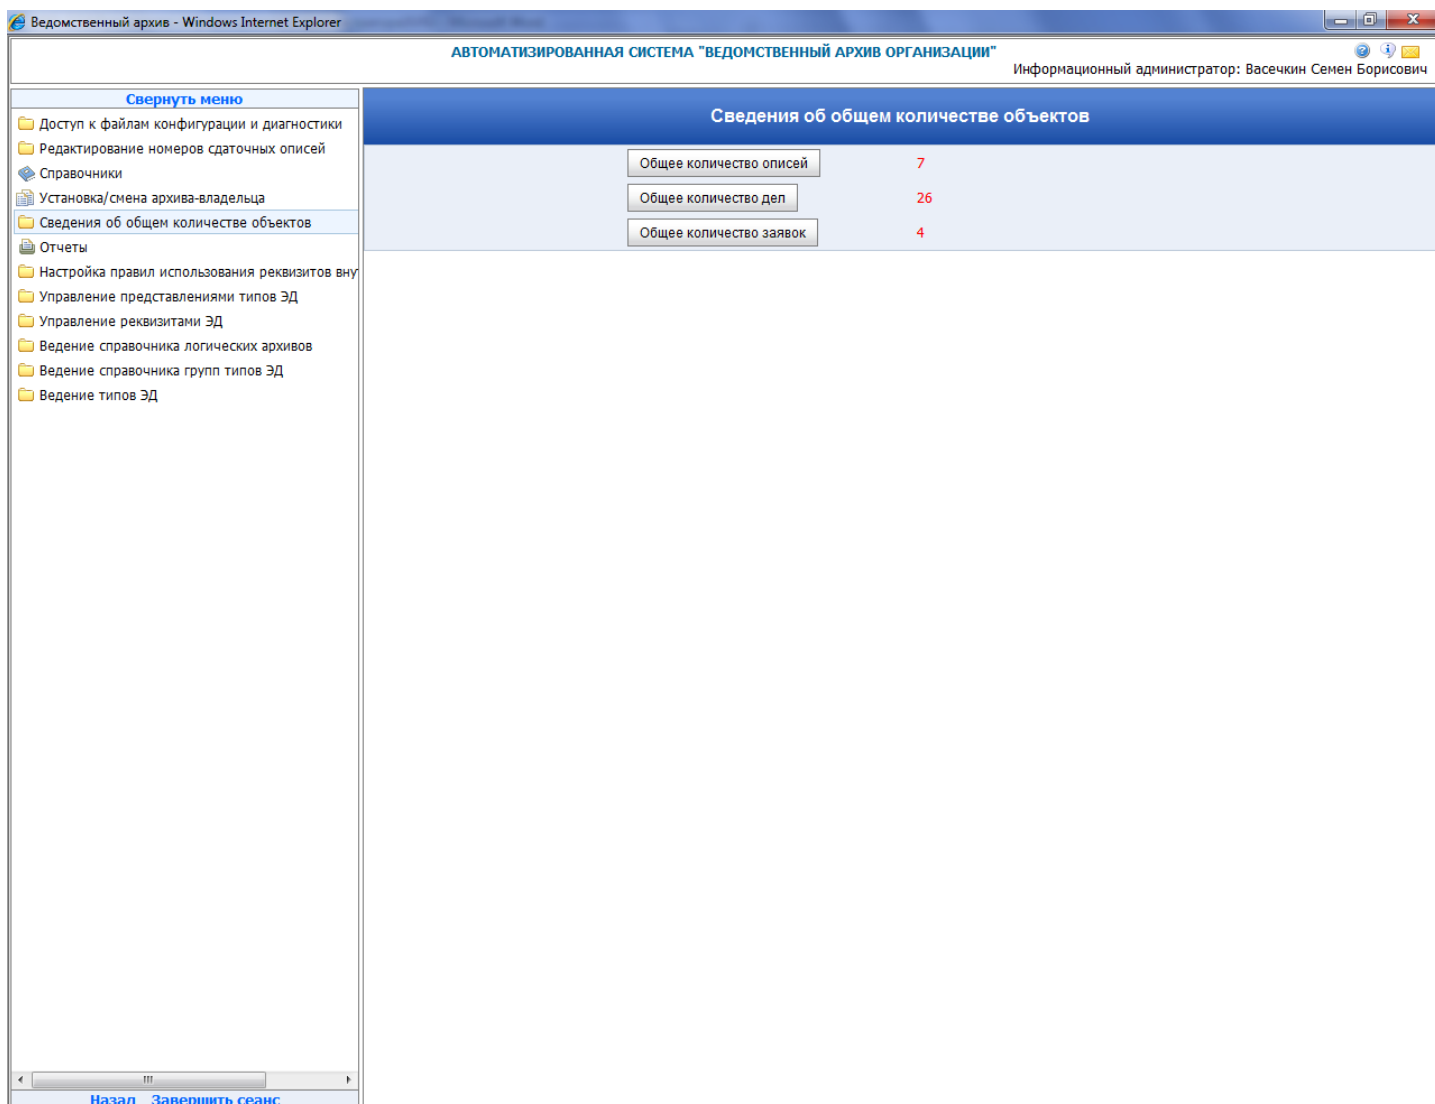 Ведомственный архив - Windows Internet Explorer
АВТОМАТИЗИРОВАННАЯ СИСТЕМА "ВЕДОМСТВЕННЫЙ АРХИВ ОРГАНИЗАЦИИ"
Информационный администратор: Васечкин Семен Борисович
Свернуть меню
Доступ к файлам конфигурации и диагностики
Редактирование номеров сдаточных описей
Справочники
Установка/смена архива-владельца
Сведения об общем количестве объектов
Отчеты
Настройка правил использования реквизитов вну
Управление представлениями типов ЭД
Управление реквизитами ЭД
Ведение справочника логических архивов
Ведение справочника групп типов ЭД
Ведение типов ЭД
Назад Завершить сеанс
Сведения об общем количестве объектов
Общее количество описей 7
Общее количество дел 26
Общее количество заявок 4